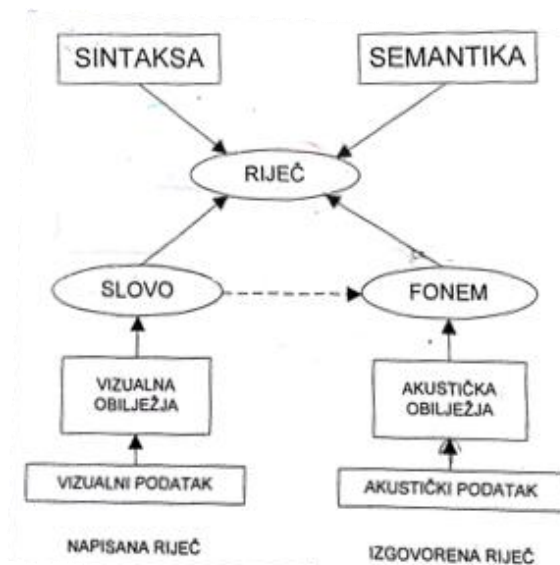 SINTAKSA
SEMANTIKA
RIJEČ
SLOVO
FONEM
VIZUALNA
OBILJEŽJA
AKUSTIČKA
OBILJEŽJA
VIZUALNI PODATAK
AKUSTIČKI PODATAK
NAPISANA RIJEČ
IZGOVORENA RIJEČ